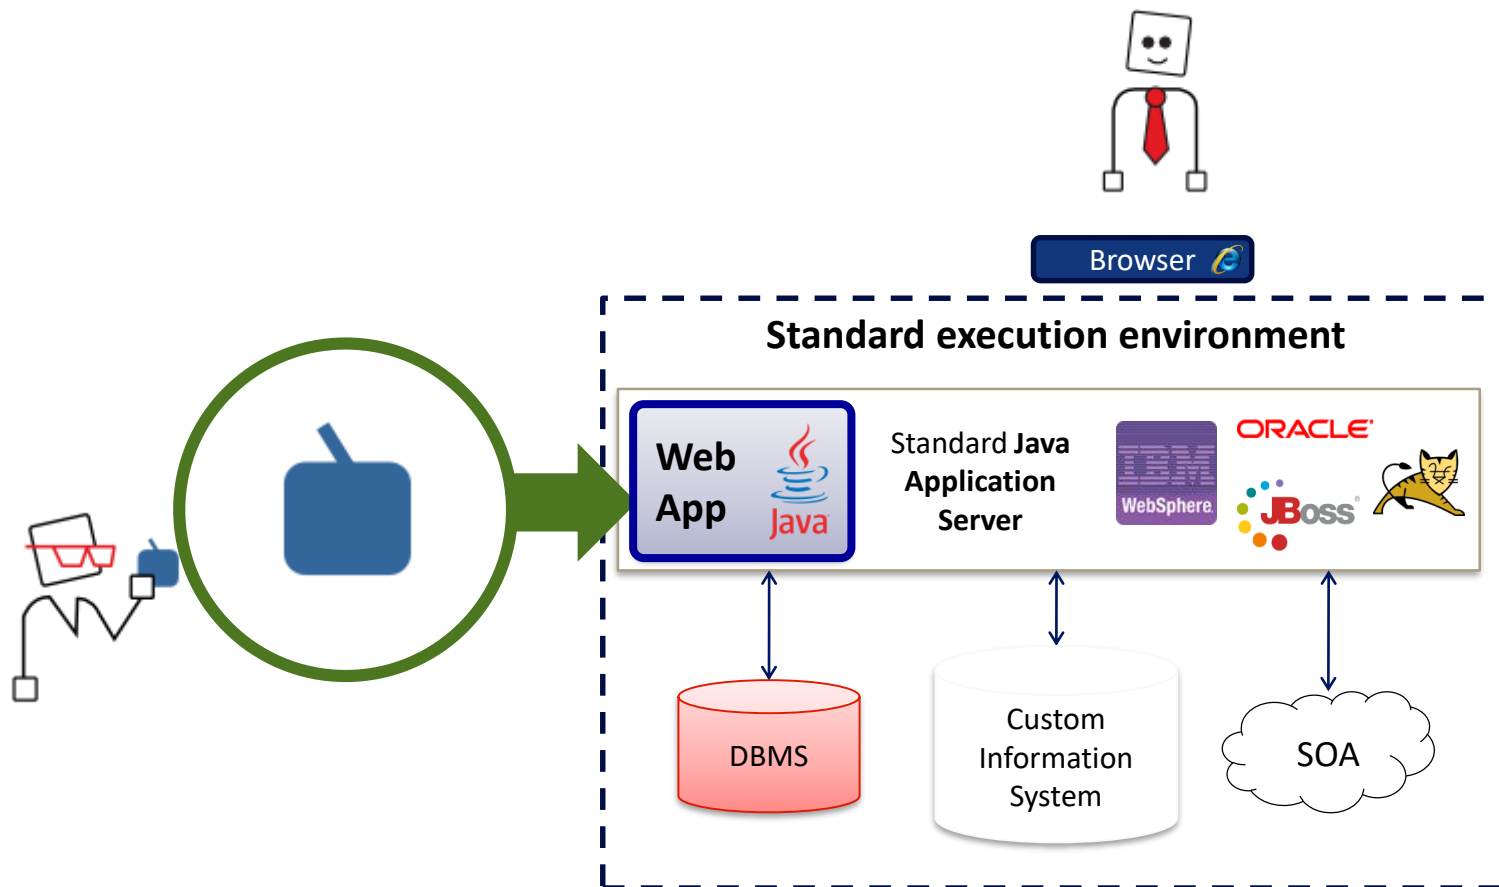 Browser
Standard execution environment
Web
App
Java
Standard Java
Application
Server
IBM
WebSphere
ORACLE
JBoss
DBMS
Custom
Information
System
SOA